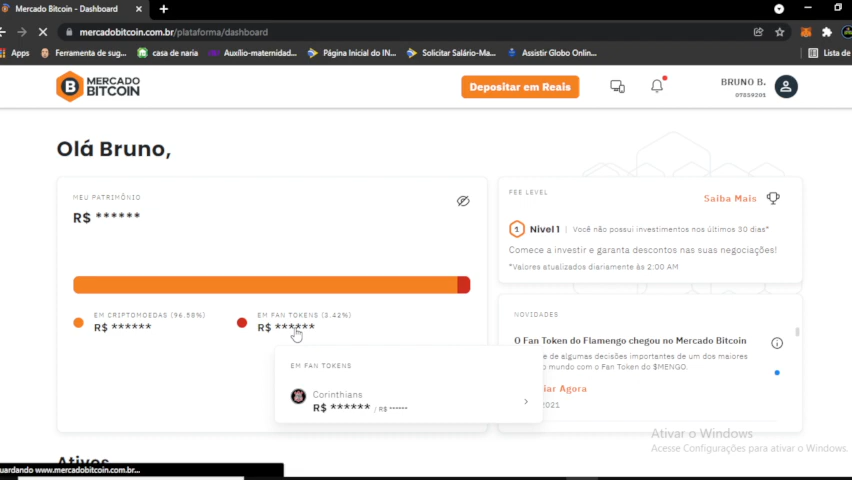 Mercado Bitcoin - Dashboard
mercadobitcoin.com.br/plataforma/dashboard
Apps
Ferramenta de sug...
casa de naria
Auxílio-maternidad...
Página Inicial do IN...
Solicitar Salário-Ma...
Assistir Globo Onlin...
Lista de
MERCADO
BITCOIN
Depositar em Reais
BRUNO B.
07859201
Olá Bruno,
MEU PATRIMÔNIO
R$ ******
EM CRIPTOMOEDAS (96.58%)
R$ ******
EM FAN TOKENS (3.42%)
R$ ******
EM FAN TOKENS
Corinthians
R$ ****** / R$ ******
FEE LEVEL
Saiba Mais
1 Nível 1 | Você não possui investimentos nos últimos 30 dias*
Comece a investir e garanta descontos nas suas negociações!
*Valores atualizados diariamente às 2:00 AM
NOVIDADES
O Fan Token do Flamengo chegou no Mercado Bitcoin
e de algumas decisões importantes de um dos maiores
mundo com o Fan Token do $MENGO.
iar Agora
2021
Ativar o Windows
Acesse Configurações para ativar o Windows.
Ativos
uardando www.mercadobitcoin.com.br...